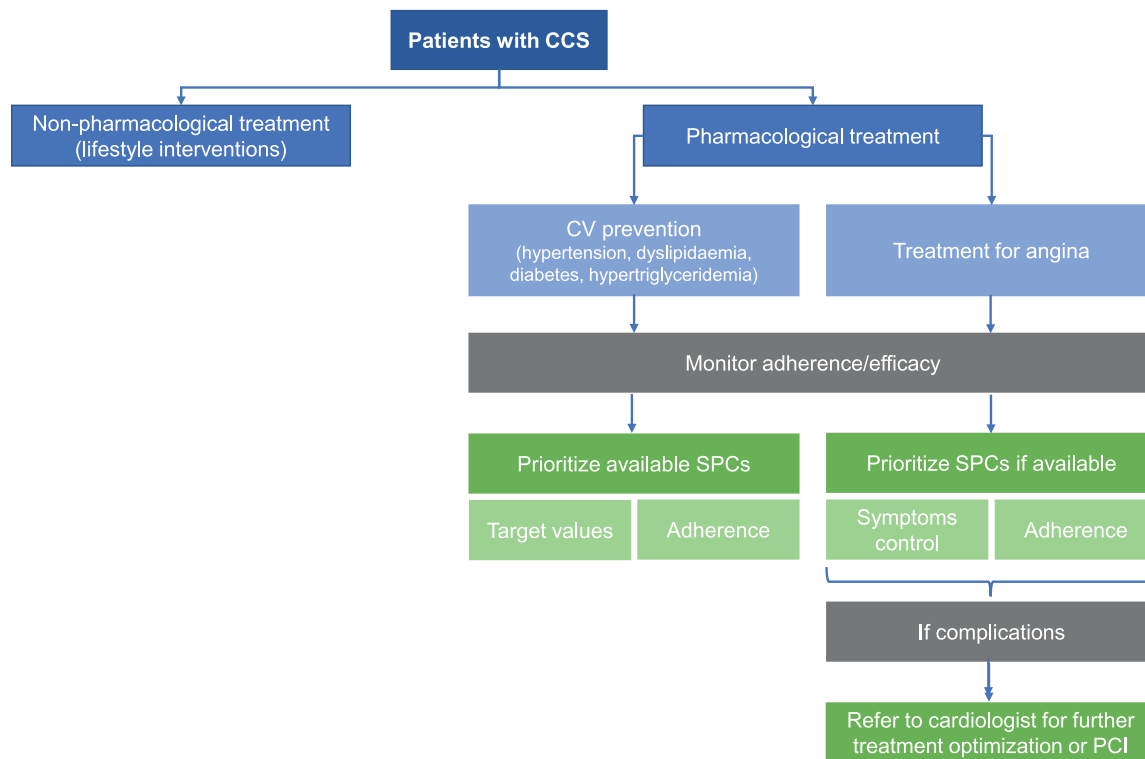 Patients with CCS
Non-pharmacological treatment
(lifestyle interventions)
Pharmacological treatment
CV prevention
(hypertension, dyslipidaemia,
diabetes, hypertriglyceridemia)
Treatment for angina
Monitor adherence/efficacy
Prioritize available SPCs
Prioritize SPCs if available
Target values
Adherence
Symptoms
control
Adherence
If complications
Refer to cardiologist for further
treatment optimization or PCI